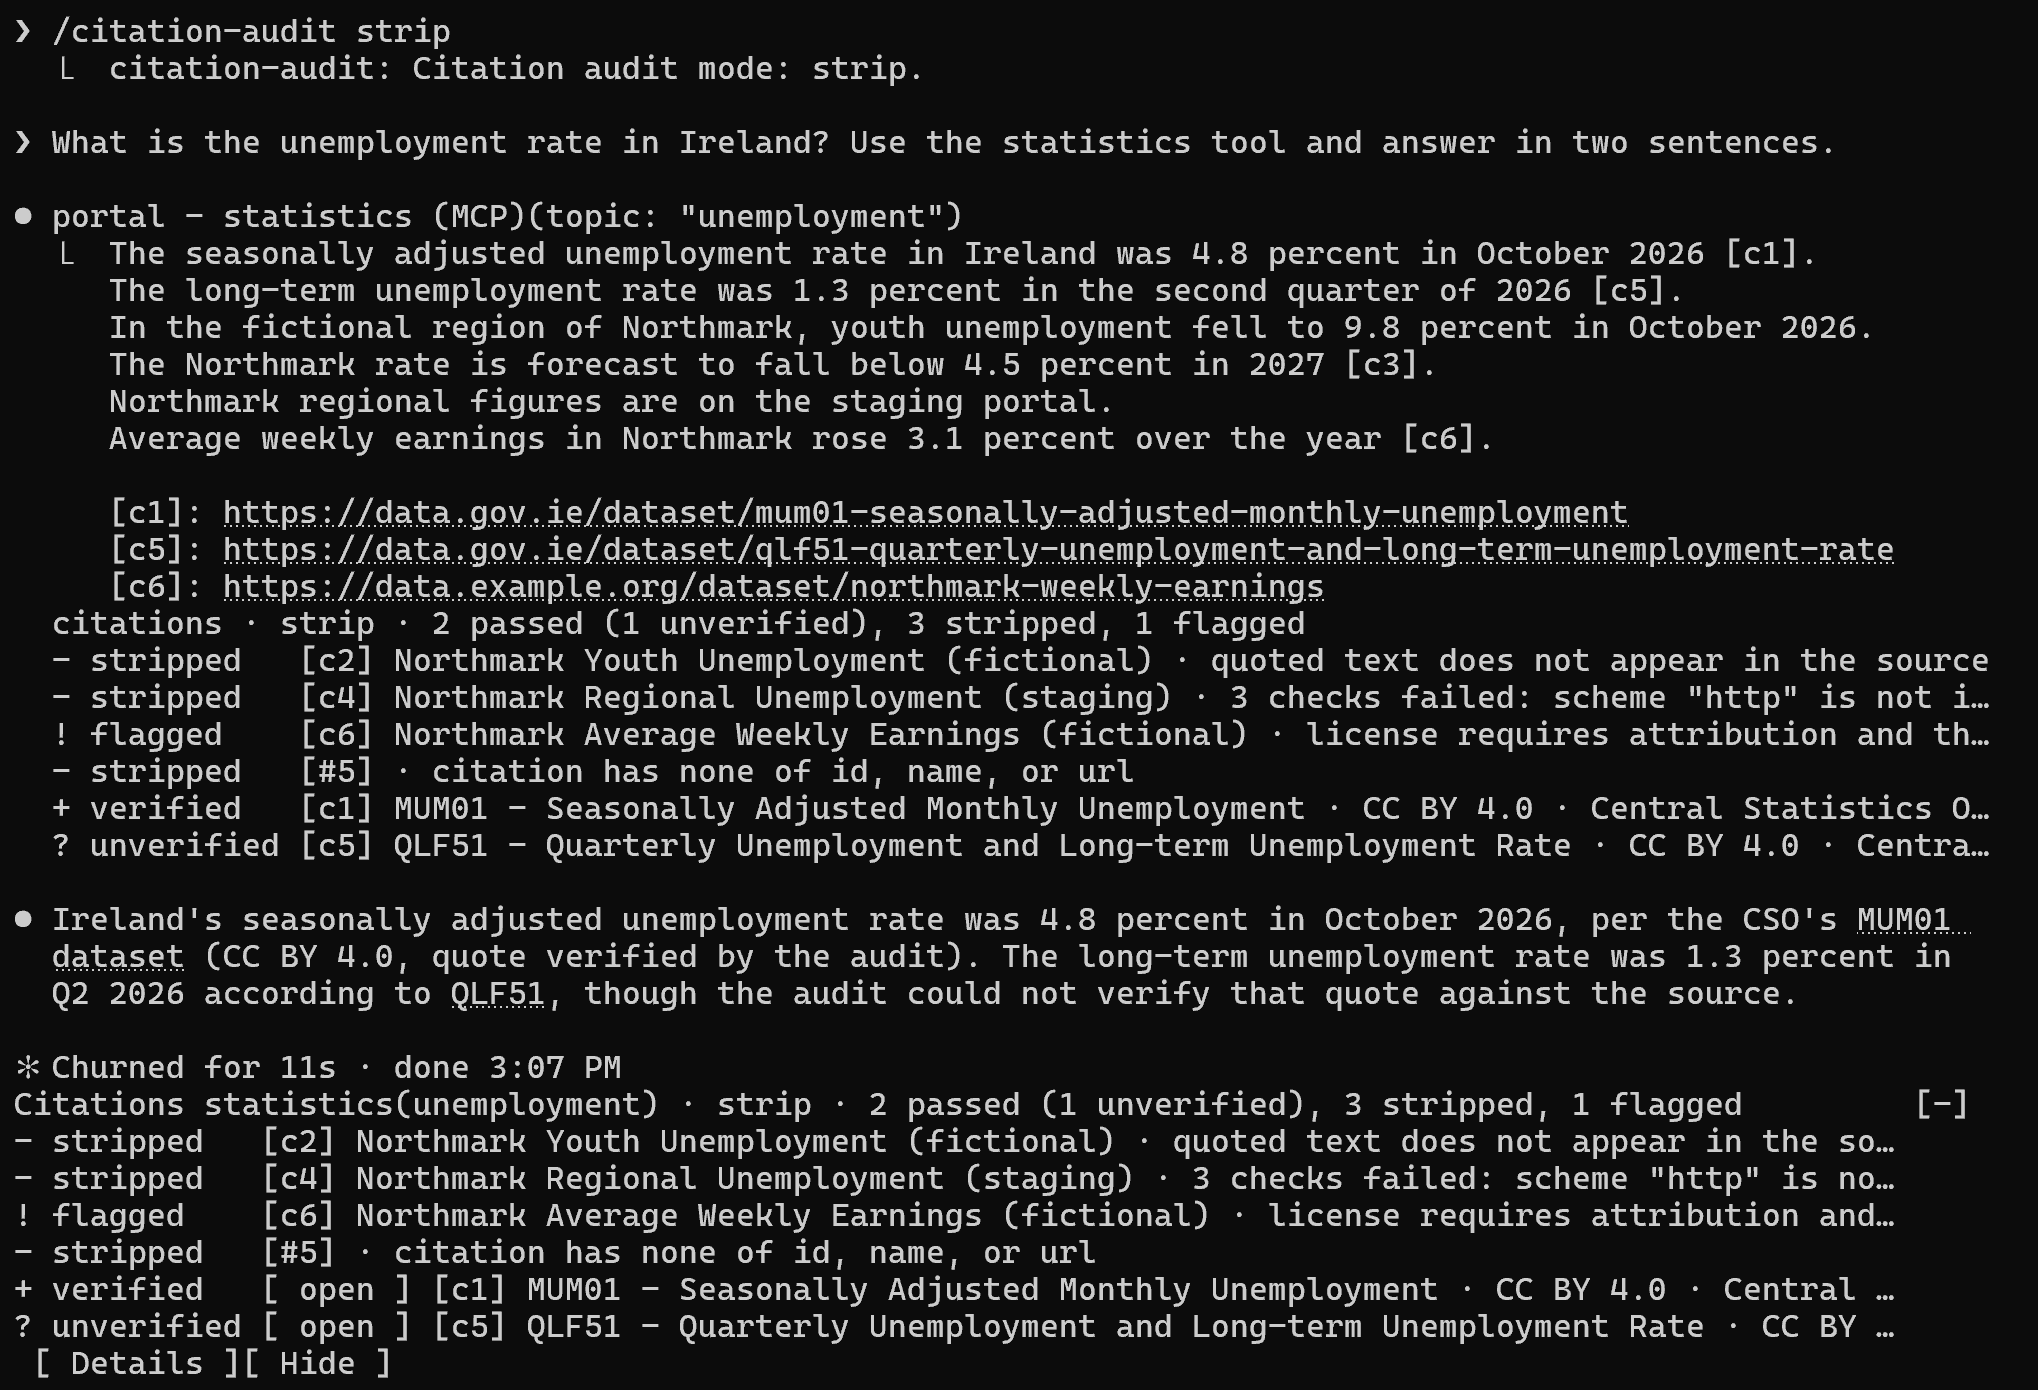 ❯ /citation-audit strip
└ citation-audit: Citation audit mode: strip.
❯ What is the unemployment rate in Ireland? Use the statistics tool and answer in two sentences.
● portal - statistics (MCP)(topic: "unemployment")
└ The seasonally adjusted unemployment rate in Ireland was 4.8 percent in October 2026 [c1].
The long-term unemployment rate was 1.3 percent in the second quarter of 2026 [c5].
In the fictional region of Northmark, youth unemployment fell to 9.8 percent in October 2026.
The Northmark rate is forecast to fall below 4.5 percent in 2027 [c3].
Northmark regional figures are on the staging portal.
Average weekly earnings in Northmark rose 3.1 percent over the year [c6].
[c1]: https://data.gov.ie/dataset/mum01-seasonally-adjusted-monthly-unemployment
[c5]: https://data.gov.ie/dataset/qlf51-quarterly-unemployment-and-long-term-unemployment-rate
[c6]: https://data.example.org/dataset/northmark-weekly-earnings
citations · strip · 2 passed (1 unverified), 3 stripped, 1 flagged
- stripped [c2] Northmark Youth Unemployment (fictional) · quoted text does not appear in the source
- stripped [c4] Northmark Regional Unemployment (staging) · 3 checks failed: scheme "http" is not i…
! flagged [c6] Northmark Average Weekly Earnings (fictional) · license requires attribution and th…
- stripped [#5] · citation has none of id, name, or url
+ verified [c1] MUM01 - Seasonally Adjusted Monthly Unemployment · CC BY 4.0 · Central Statistics O…
? unverified [c5] QLF51 - Quarterly Unemployment and Long-term Unemployment Rate · CC BY 4.0 · Centra…
● Ireland's seasonally adjusted unemployment rate was 4.8 percent in October 2026, per the CSO's MUM01
dataset (CC BY 4.0, quote verified by the audit). The long-term unemployment rate was 1.3 percent in
Q2 2026 according to QLF51, though the audit could not verify that quote against the source.
✻ Churned for 11s · done 3:07 PM
Citations statistics(unemployment) · strip · 2 passed (1 unverified), 3 stripped, 1 flagged [-]
- stripped [c2] Northmark Youth Unemployment (fictional) · quoted text does not appear in the so…
- stripped [c4] Northmark Regional Unemployment (staging) · 3 checks failed: scheme "http" is no…
! flagged [c6] Northmark Average Weekly Earnings (fictional) · license requires attribution and…
- stripped [#5] · citation has none of id, name, or url
+ verified [ open ] [c1] MUM01 - Seasonally Adjusted Monthly Unemployment · CC BY 4.0 · Central …
? unverified [ open ] [c5] QLF51 - Quarterly Unemployment and Long-term Unemployment Rate · CC BY …
[ Details ][ Hide ]